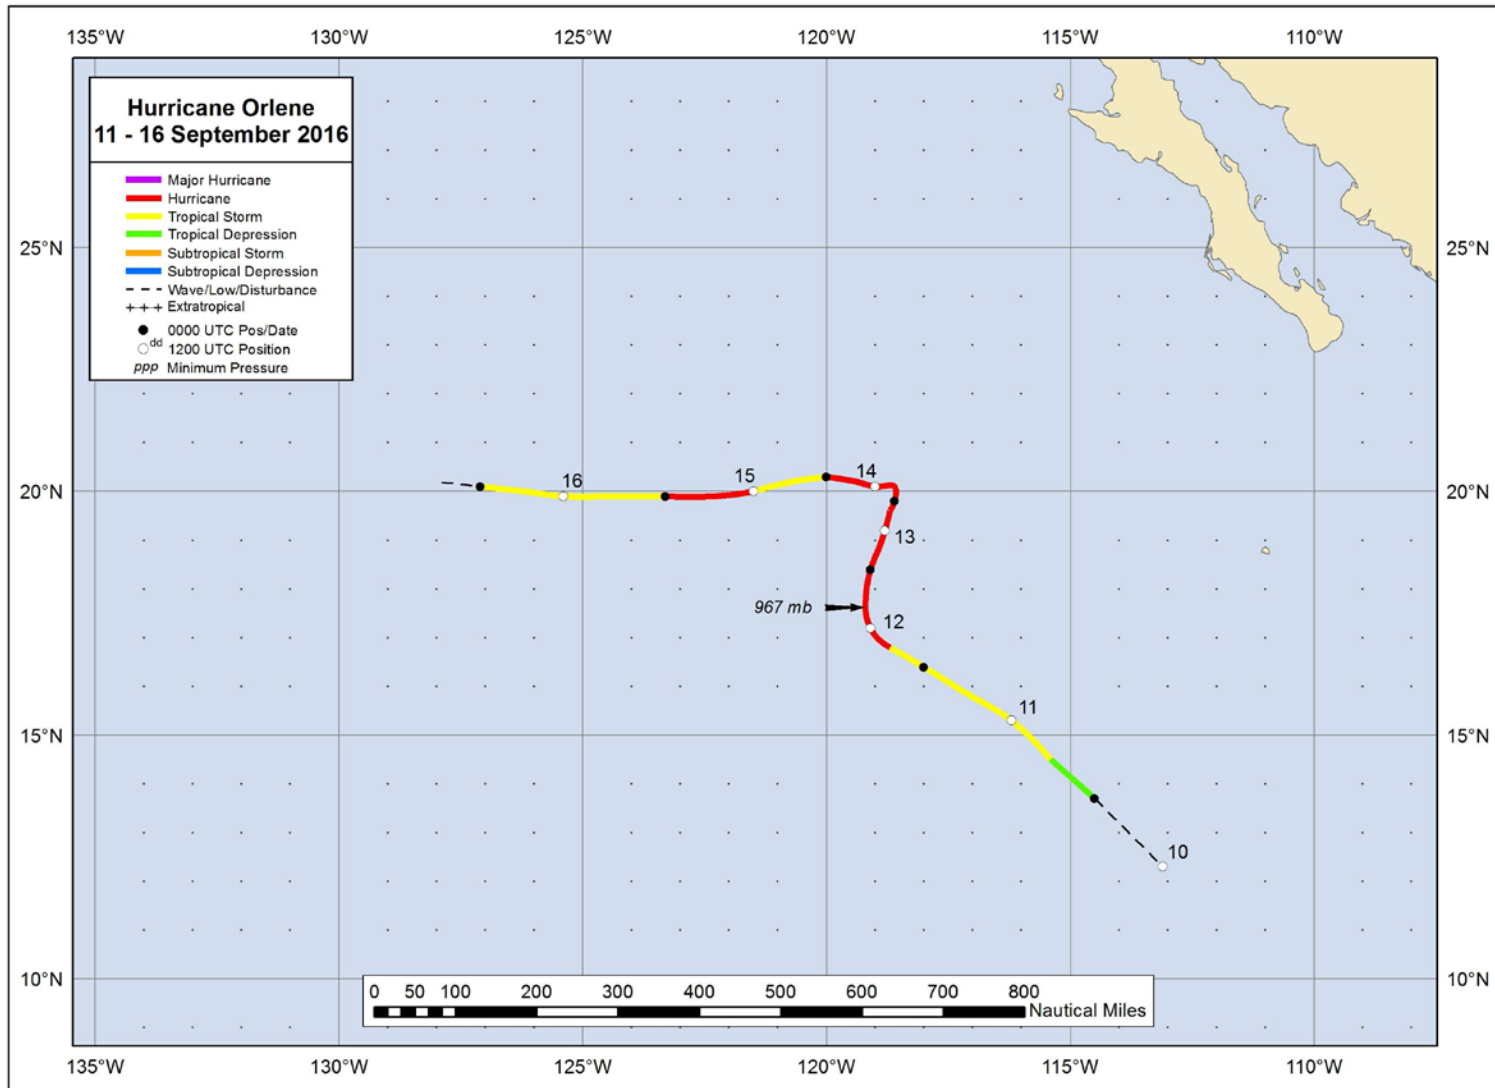 135°W 130°W 125°W 120°W 115°W 110°W
Hurricane Orlene
11 - 16 September 2016
Major Hurricane
Hurricane
Tropical Storm
Tropical Depression
Subtropical Storm
Subtropical Depression
Wave/Low/Disturbance
Extratropical
0000 UTC Pos/Date
dd 1200 UTC Position
ppp Minimum Pressure
25°N 25°N
20°N 16 15 14 20°N
13
967 mb 12
11
15°N 15°N
10
10°N 10°N
0 50 100 200 300 400 500 600 700 800
Nautical Miles
135°W 130°W 125°W 120°W 115°W 110°W